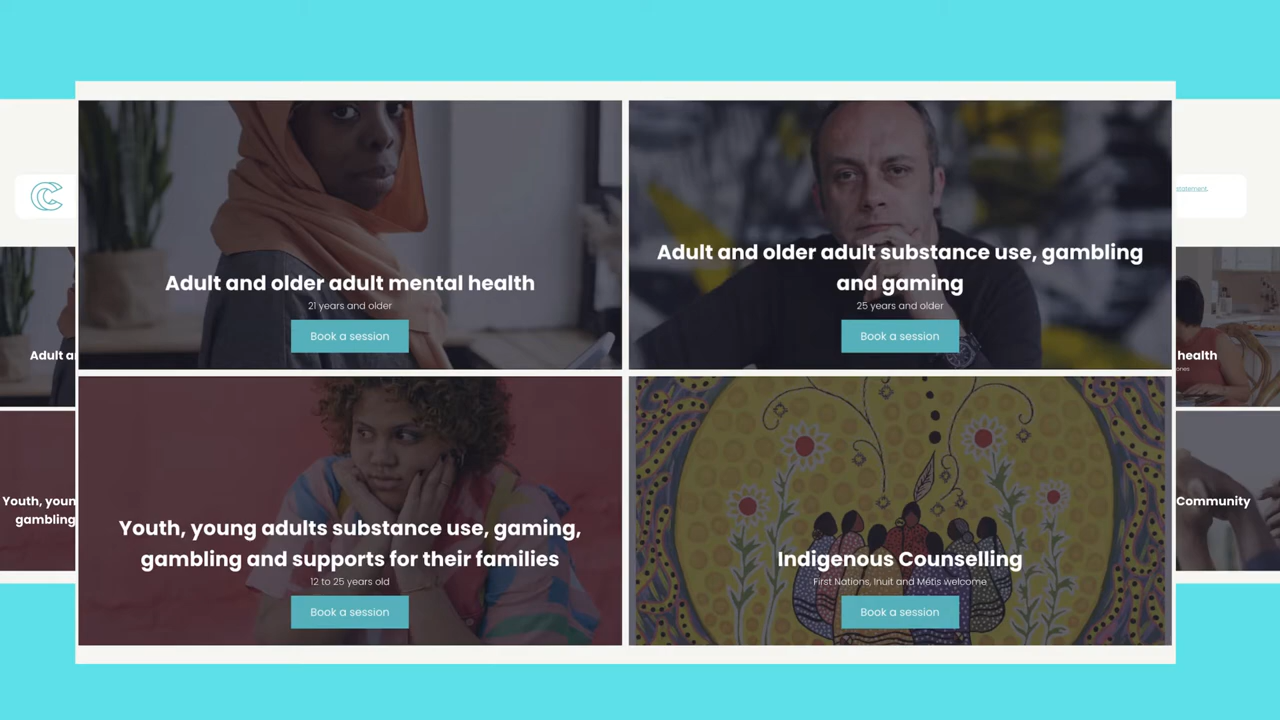 Adult and older adult mental health
21 years and older
Book a session
Adult and older adult substance use, gambling
and gaming
25 years and older
Book a session
Youth, young adults substance use, gaming,
gambling and supports for their families
12 to 25 years old
Book a session
Indigenous Counselling
First Nations, Inuit and Métis welcome
Book a session
Adult a
Youth, youn
gambling
statement.
health
ones
Community